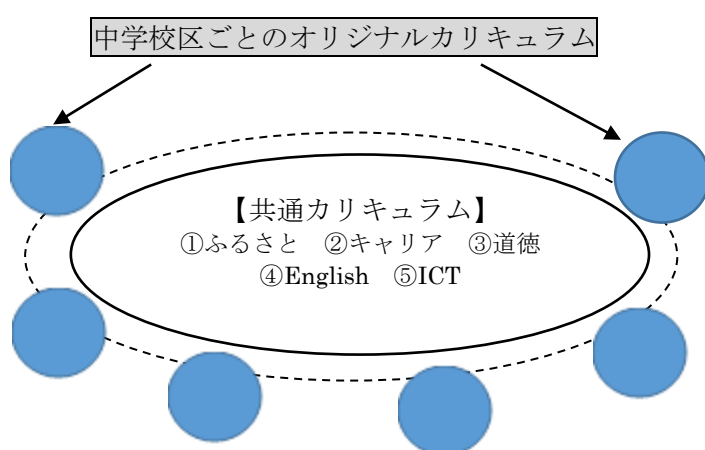 中学校区ごとのオリジナルカリキュラム
【共通カリキュラム】
①ふるさと　②キャリア　③道徳
④English　⑤ICT